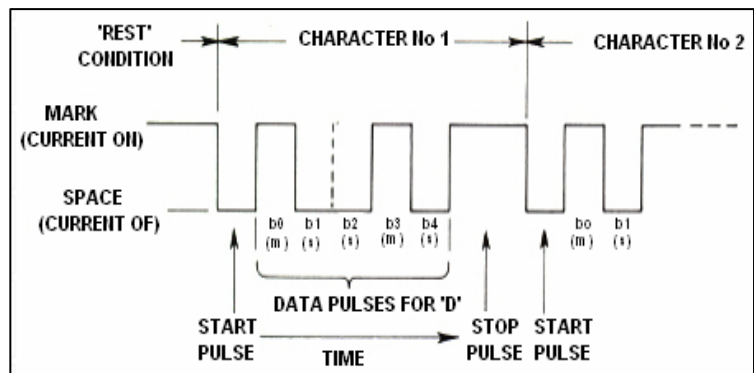 'REST'
CONDITION
CHARACTER No 1
CHARACTER No 2
MARK
(CURRENT ON)
SPACE
(CURRENT OF)
b0 b1 b2 b3 b4
(m) (s) (s) (m) (s)
bo b1
(m) (s)
DATA PULSES FOR 'D'
START
PULSE
TIME
STOP
PULSE
START
PULSE